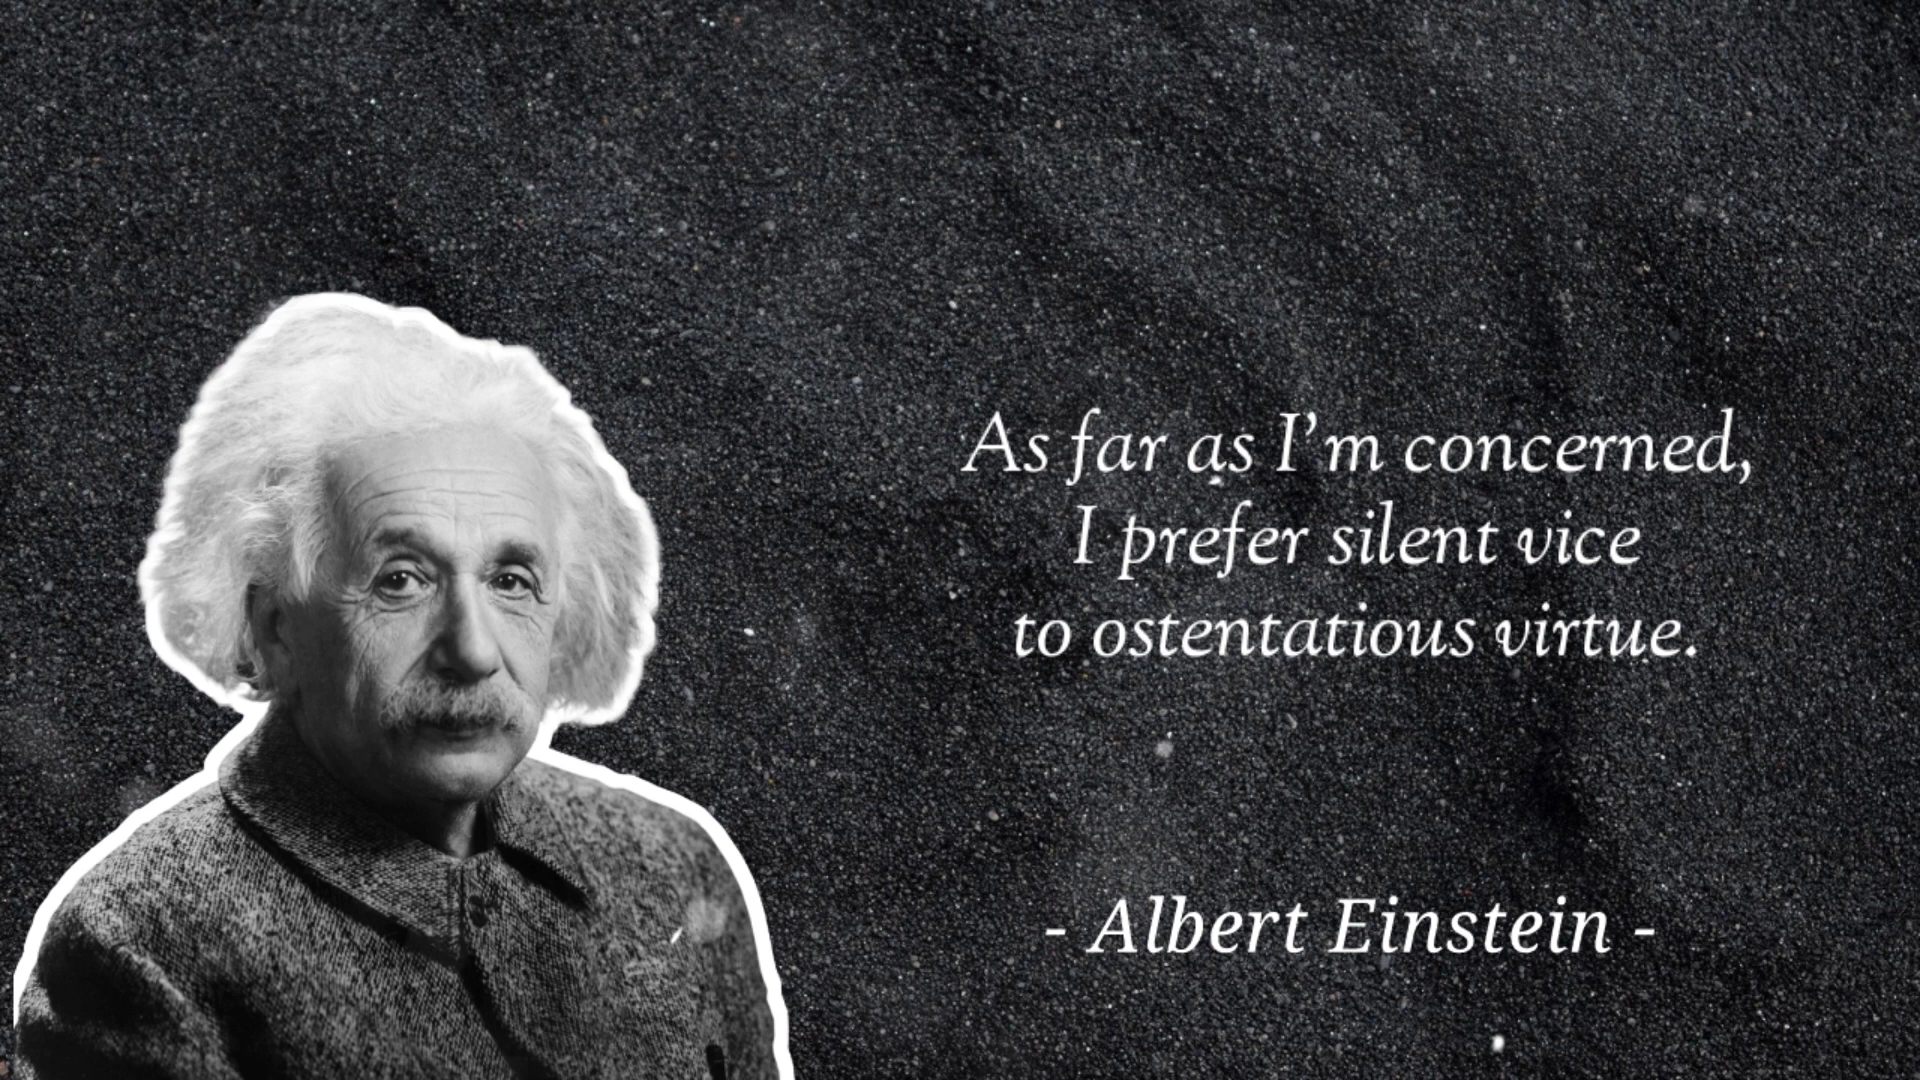 As far as I’m concerned,
I prefer silent vice
to ostentatious virtue.
- Albert Einstein -